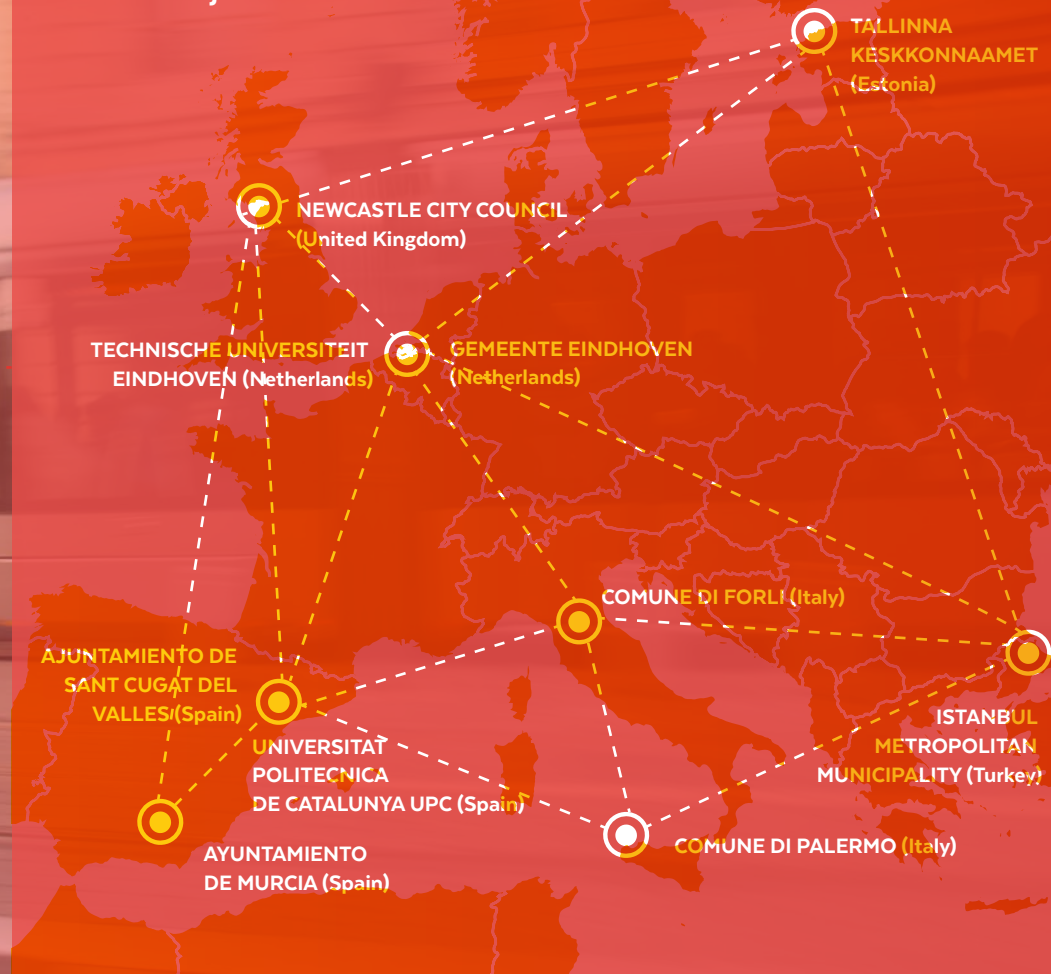 TALLINNA
KESKKONNAAMET
(Estonia)
NEWCASTLE CITY COUNCIL
(United Kingdom)
TECHNISCHE UNIVERSITEIT
EINDHOVEN (Netherlands)
GEMEENTE EINDHOVEN
(Netherlands)
COMUNE DI FORLI (Italy)
AJUNTAMIENTO DE
SANT CUGAT DEL
VALLES (Spain)
UNIVERSITAT
POLITECNICA
DE CATALUNYA UPC (Spain)
ISTANBUL
METROPOLITAN
MUNICIPALITY (Turkey)
COMUNE DI PALERMO (Italy)
AYUNTAMIENTO
DE MURCIA (Spain)